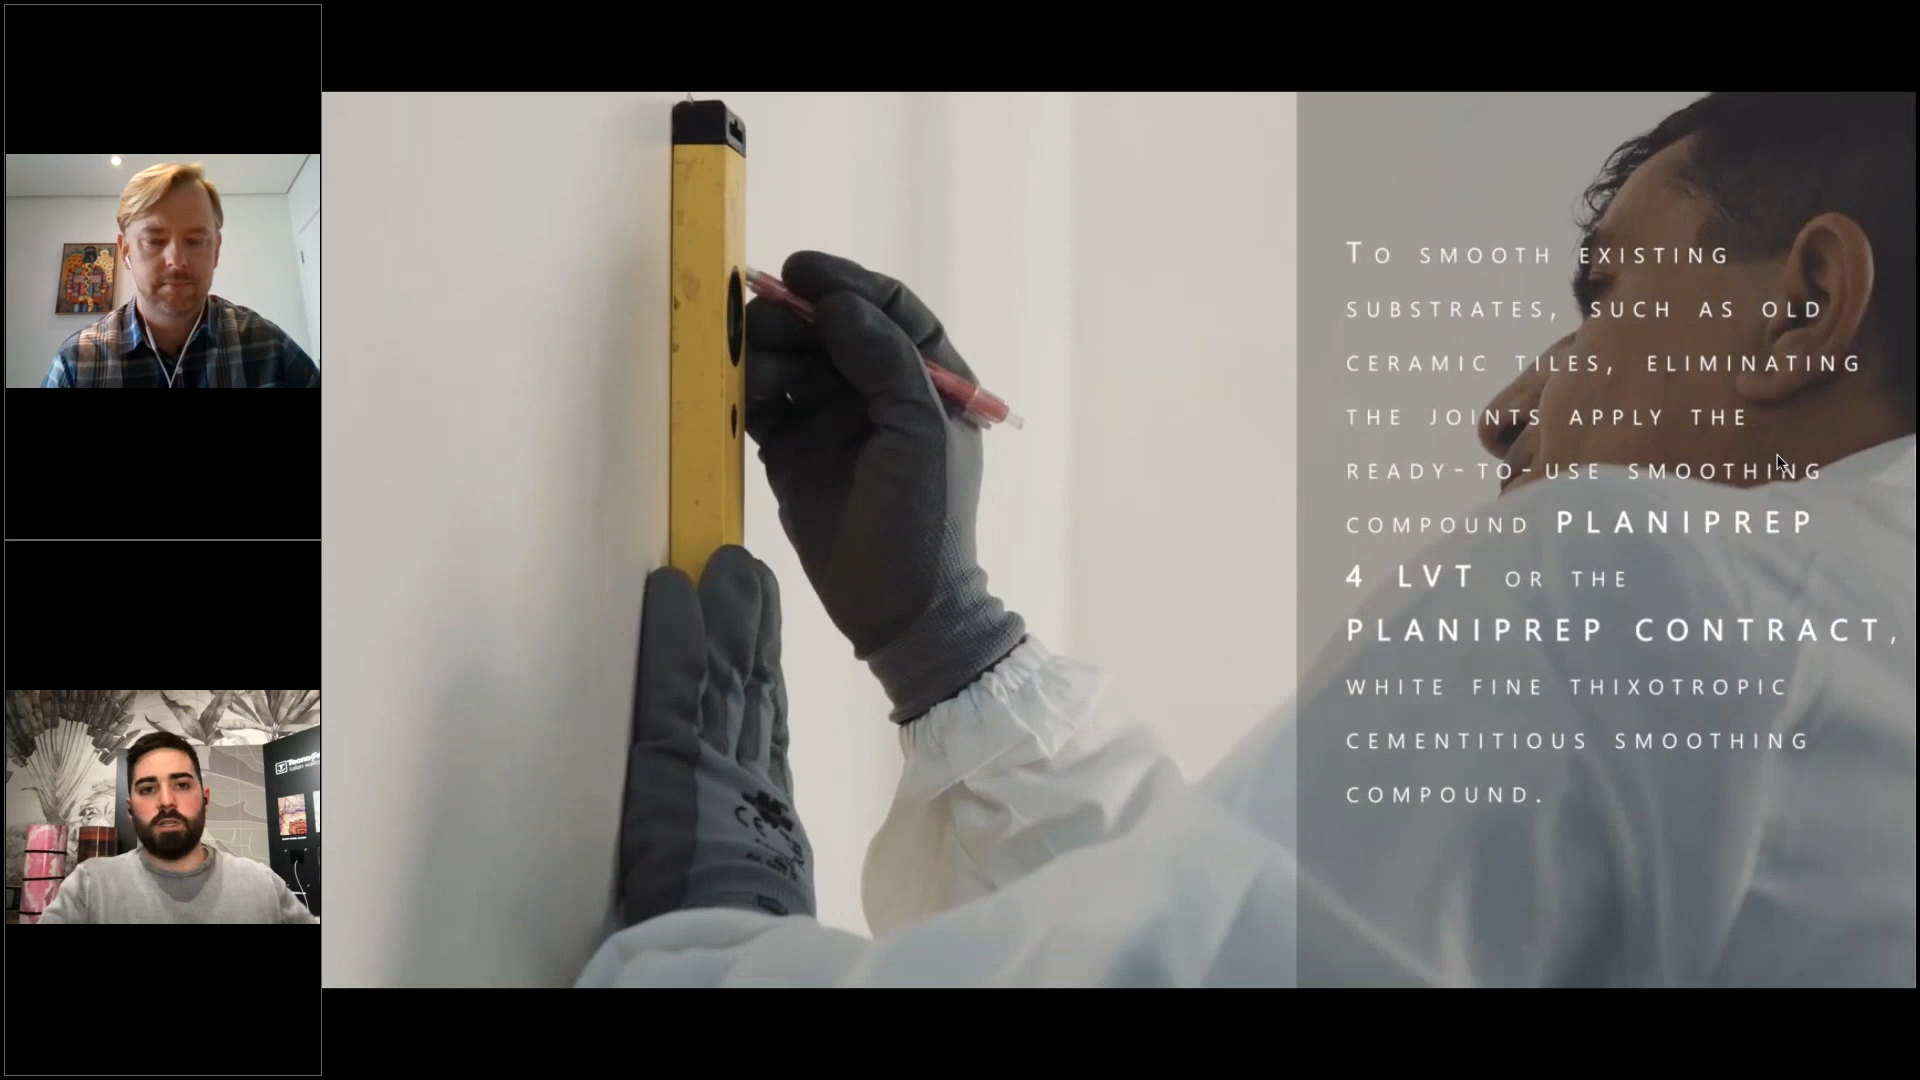 TO SMOOTH EXISTING
SUBSTRATES, SUCH AS OLD
CERAMIC TILES, ELIMINATING
THE JOINTS APPLY THE
READY-TO-USE SMOOTHING
COMPOUND PLANIPREP
4 LVT OR THE
PLANIPREP CONTRACT,
WHITE FINE THIXOTROPIC
CEMENTITIOUS SMOOTHING
COMPOUND.
CE